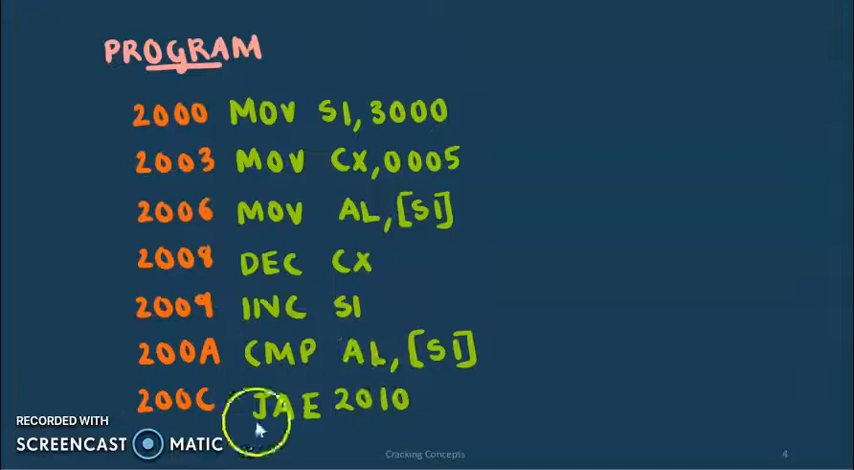 PROGRAM
2000 MOV SI,3000
2003 MOV CX,0005
2006 MOV AL,[SI]
2008 DEC CX
2009 INC SI
200A CMP AL,[SI]
200C JAE 2010
RECORDED WITH
SCREENCAST MATIC
Cracking Concepts
4